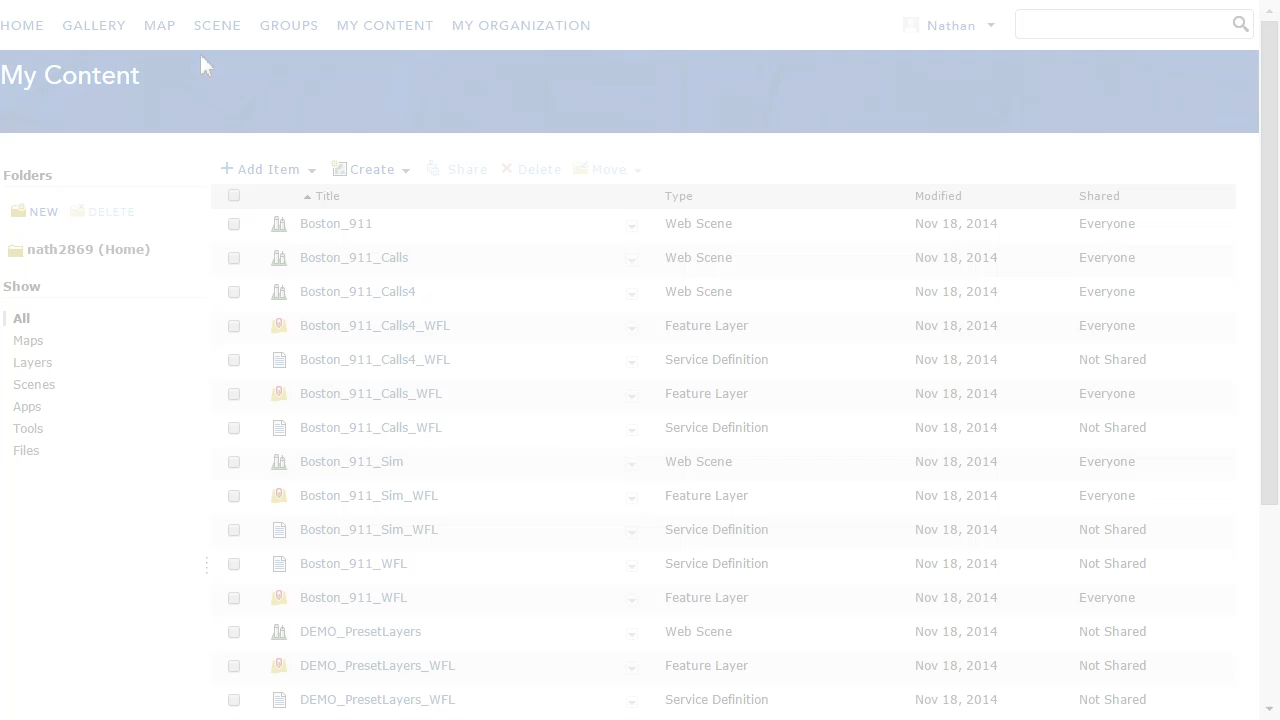 HOME GALLERY MAP SCENE GROUPS MY CONTENT MY ORGANIZATION Nathan
My Content
Add Item Create Share Delete Move
Folders
NEW DELETE
nath2869 (Home)
Show
All
Maps
Layers
Scenes
Apps
Tools
Files
Title Type Modified Shared
Boston_911 Web Scene Nov 18, 2014 Everyone
Boston_911_Calls Web Scene Nov 18, 2014 Everyone
Boston_911_Calls4 Web Scene Nov 18, 2014 Everyone
Boston_911_Calls4_WFL Feature Layer Nov 18, 2014 Everyone
Boston_911_Calls4_WFL Service Definition Nov 18, 2014 Not Shared
Boston_911_Calls_WFL Feature Layer Nov 18, 2014 Everyone
Boston_911_Calls_WFL Service Definition Nov 18, 2014 Not Shared
Boston_911_Sim Web Scene Nov 18, 2014 Everyone
Boston_911_Sim_WFL Feature Layer Nov 18, 2014 Everyone
Boston_911_Sim_WFL Service Definition Nov 18, 2014 Not Shared
Boston_911_WFL Service Definition Nov 18, 2014 Not Shared
Boston_911_WFL Feature Layer Nov 18, 2014 Everyone
DEMO_PresetLayers Web Scene Nov 18, 2014 Not Shared
DEMO_PresetLayers_WFL Feature Layer Nov 18, 2014 Not Shared
DEMO_PresetLayers_WFL Service Definition Nov 18, 2014 Not Shared